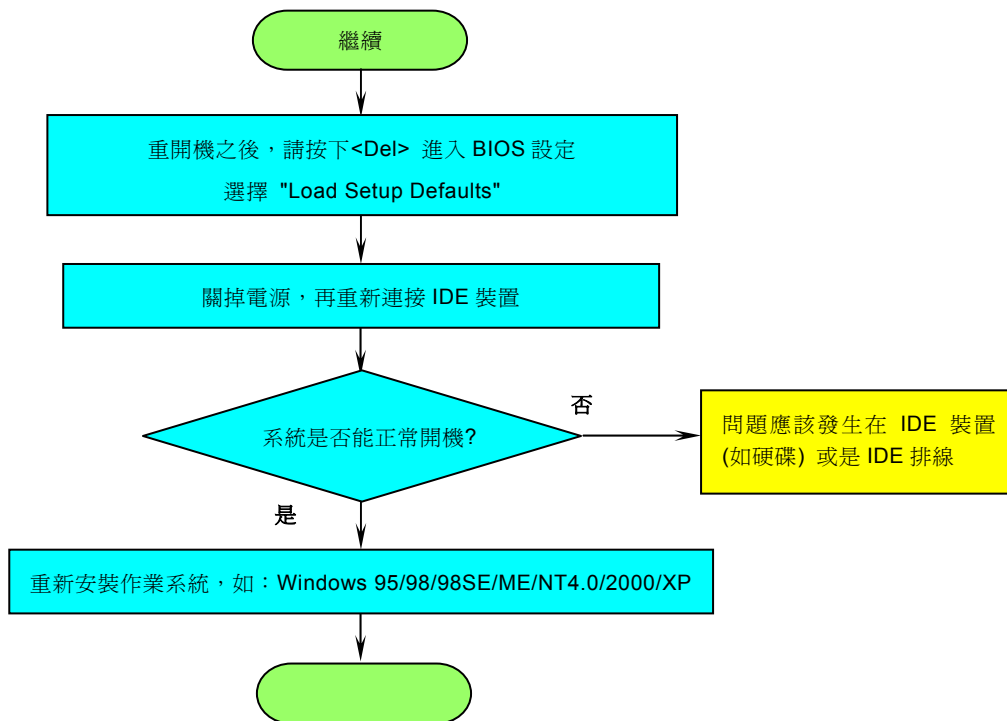 繼續
重開機之後，請按下<Del> 進入 BIOS 設定
選擇 "Load Setup Defaults"
關掉電源，再重新連接 IDE 裝置
系統是否能正常開機?
否
問題應該發生在 IDE 裝置
(如硬碟) 或是 IDE 排線
是
重新安裝作業系統，如：Windows 95/98/98SE/ME/NT4.0/2000/XP